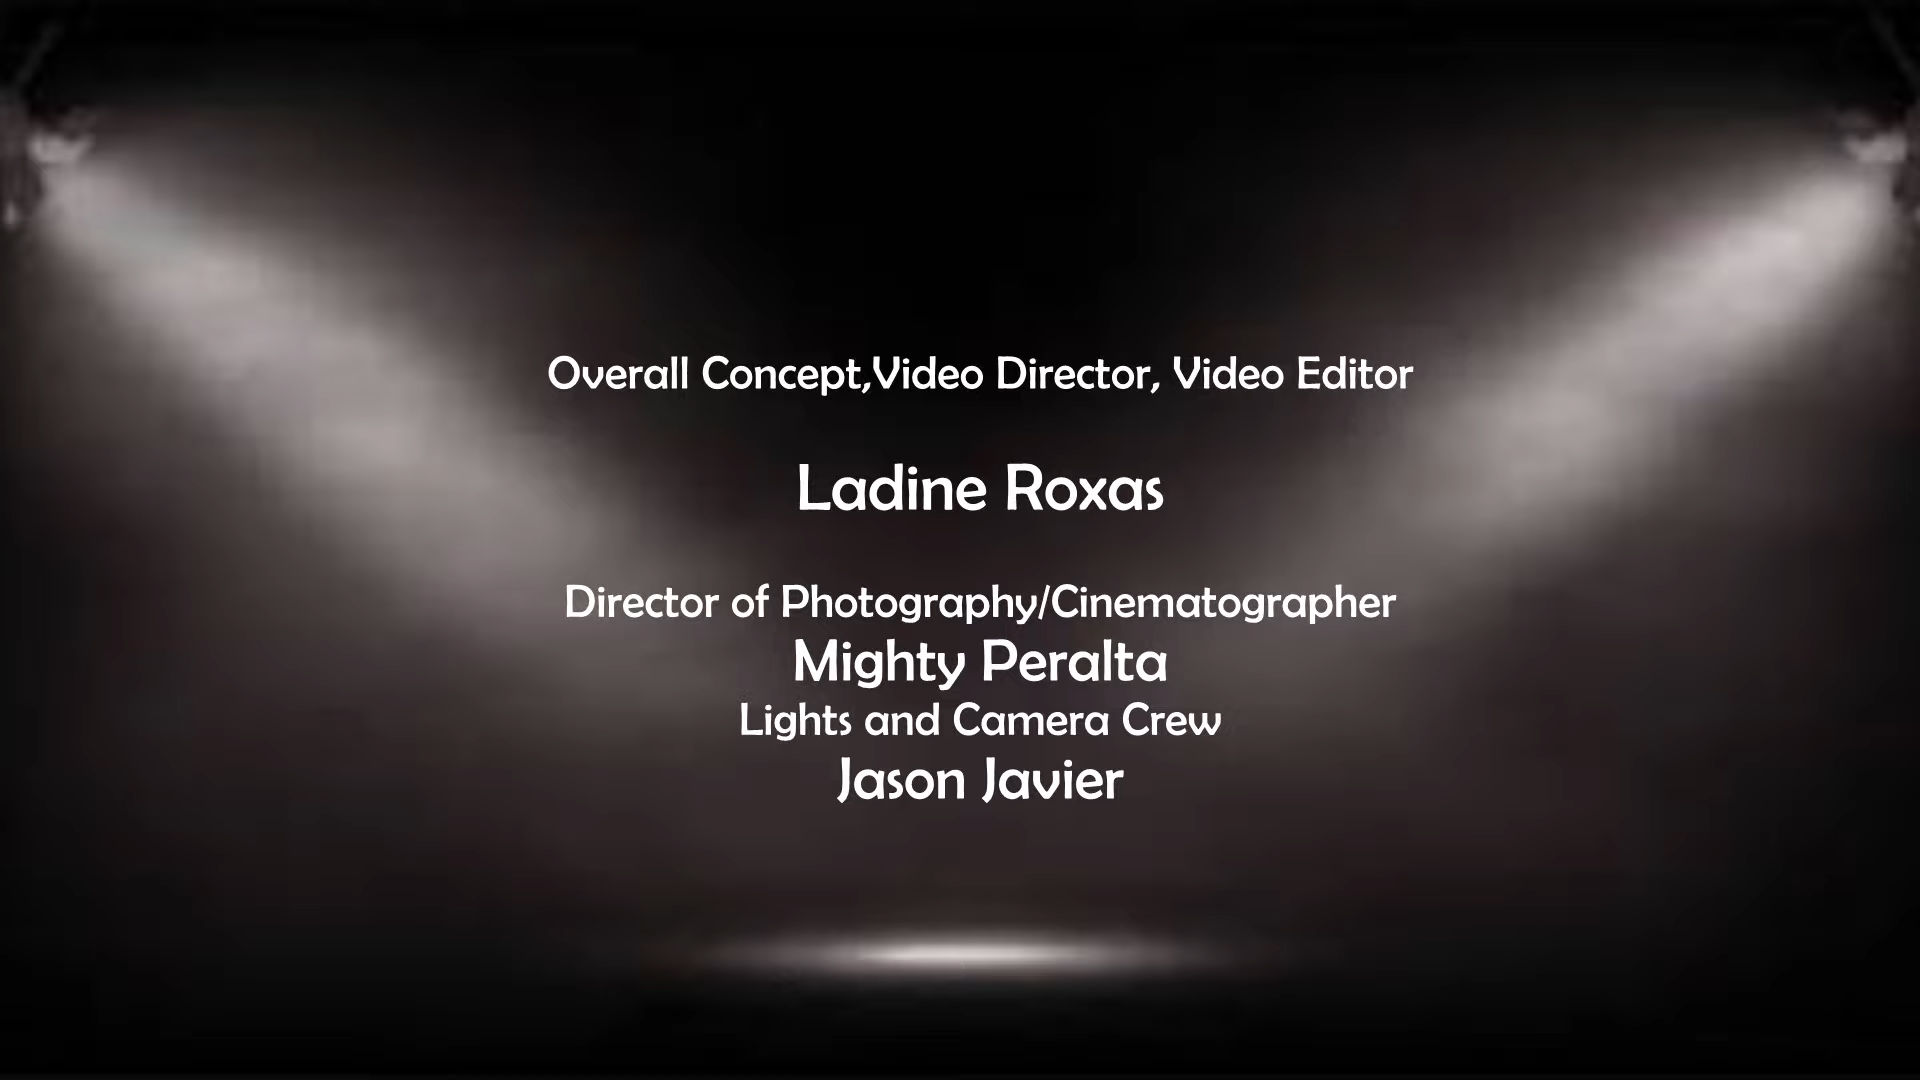 Overall Concept,Video Director, Video Editor
Ladine Roxas
Director of Photography/Cinematographer
Mighty Peralta
Lights and Camera Crew
Jason Javier